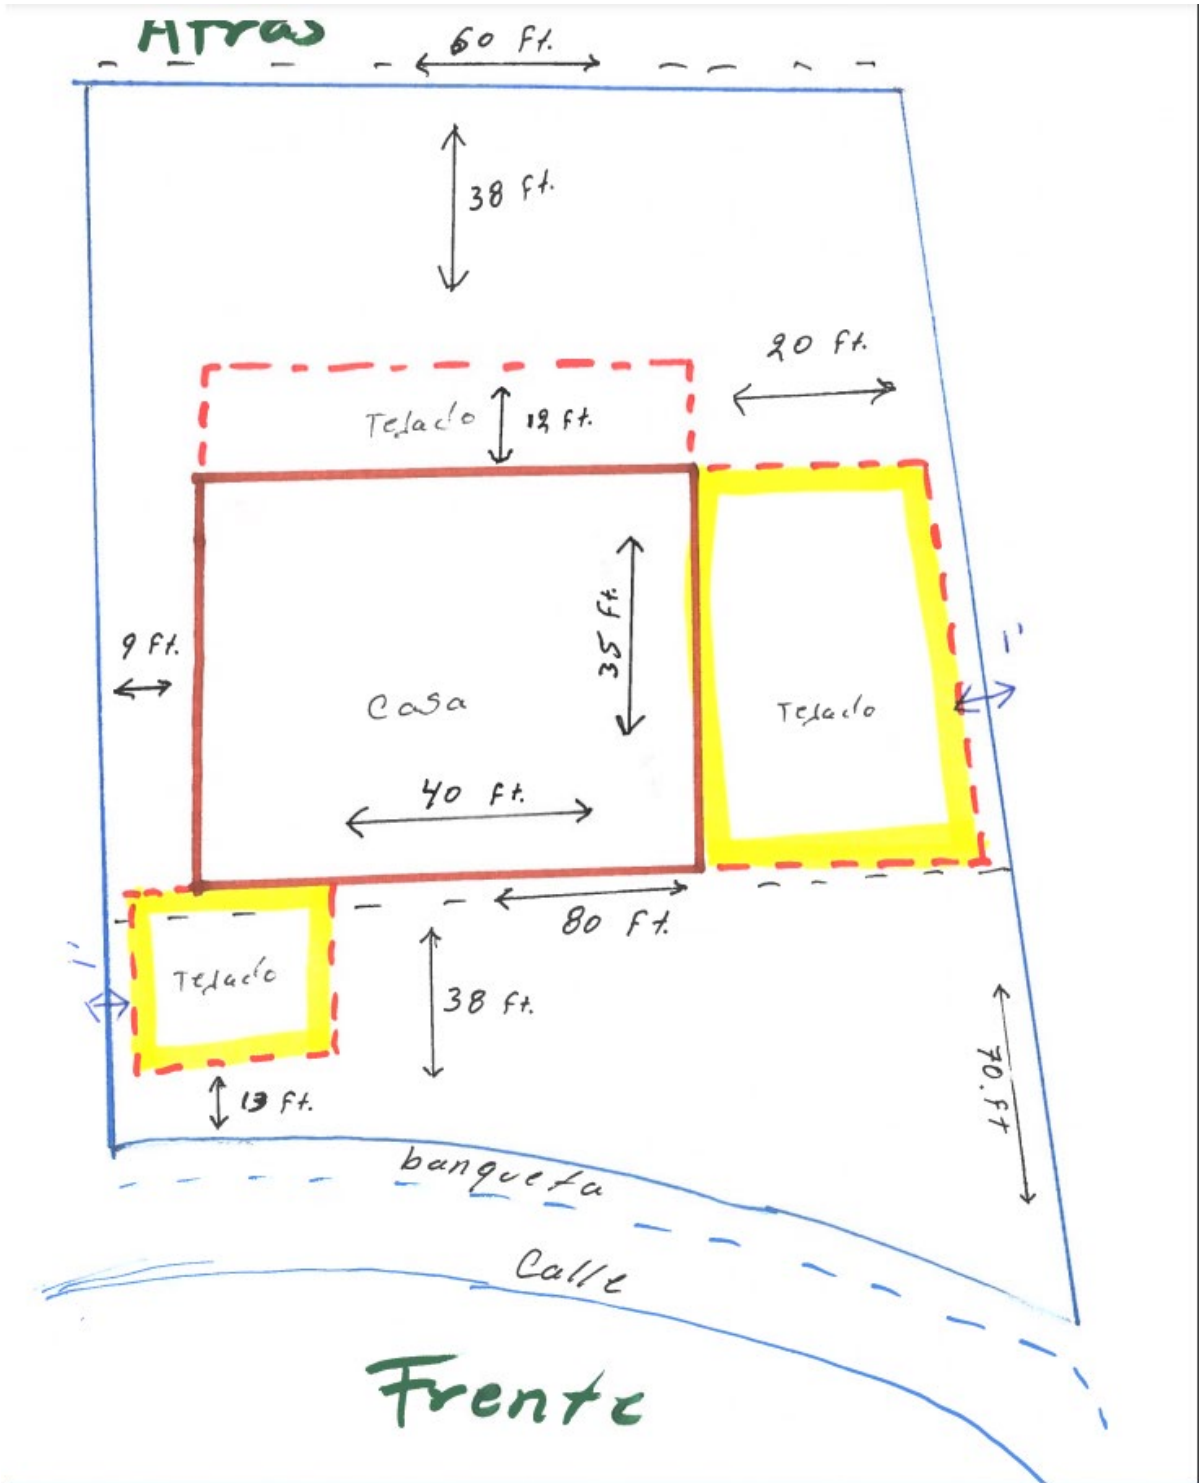 Atras
60 ft.
38 ft.
20 ft.
Tejado
12 ft.
35 ft.
1'
9 ft.
Casa
Tejado
40 ft.
80 ft.
Tejado
1'
38 ft.
70. ft
13 ft.
banqueta
Calle
Frente